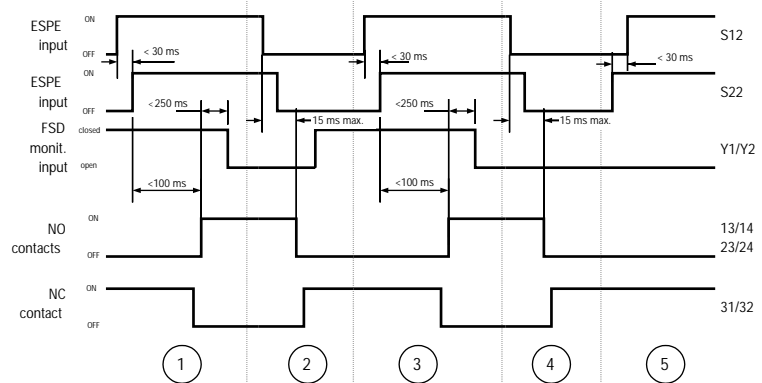 ESPE input ON OFF S12
< 30 ms < 30 ms < 30 ms
ESPE input ON OFF S22
<250 ms 15 ms max. <250 ms 15 ms max.
FSD monit. input closed open Y1/Y2
<100 ms <100 ms
NO contacts ON OFF 13/14 23/24
NC contact ON OFF 31/32
1 2 3 4 5